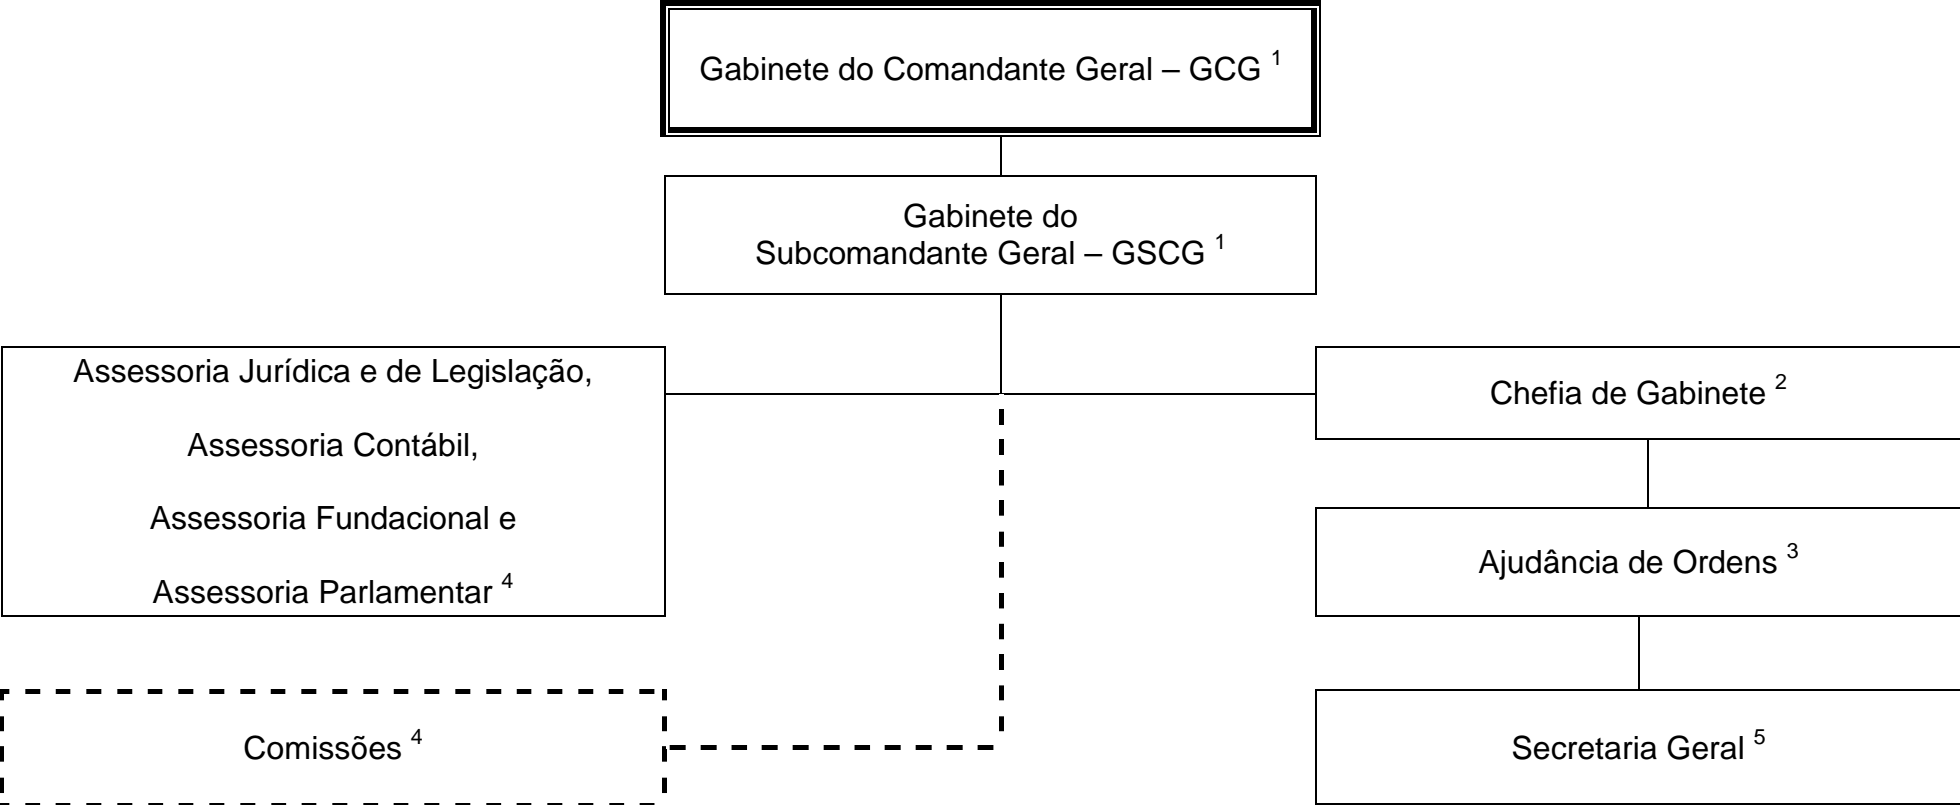 Gabinete do Comandante Geral – GCG ¹
Gabinete do
Subcomandante Geral – GSCG ¹
Assessoria Jurídica e de Legislação,
Assessoria Contábil,
Assessoria Fundacional e
Assessoria Parlamentar ⁴
Chefia de Gabinete ²
Ajudância de Ordens ³
Comissões ⁴
Secretaria Geral ⁵